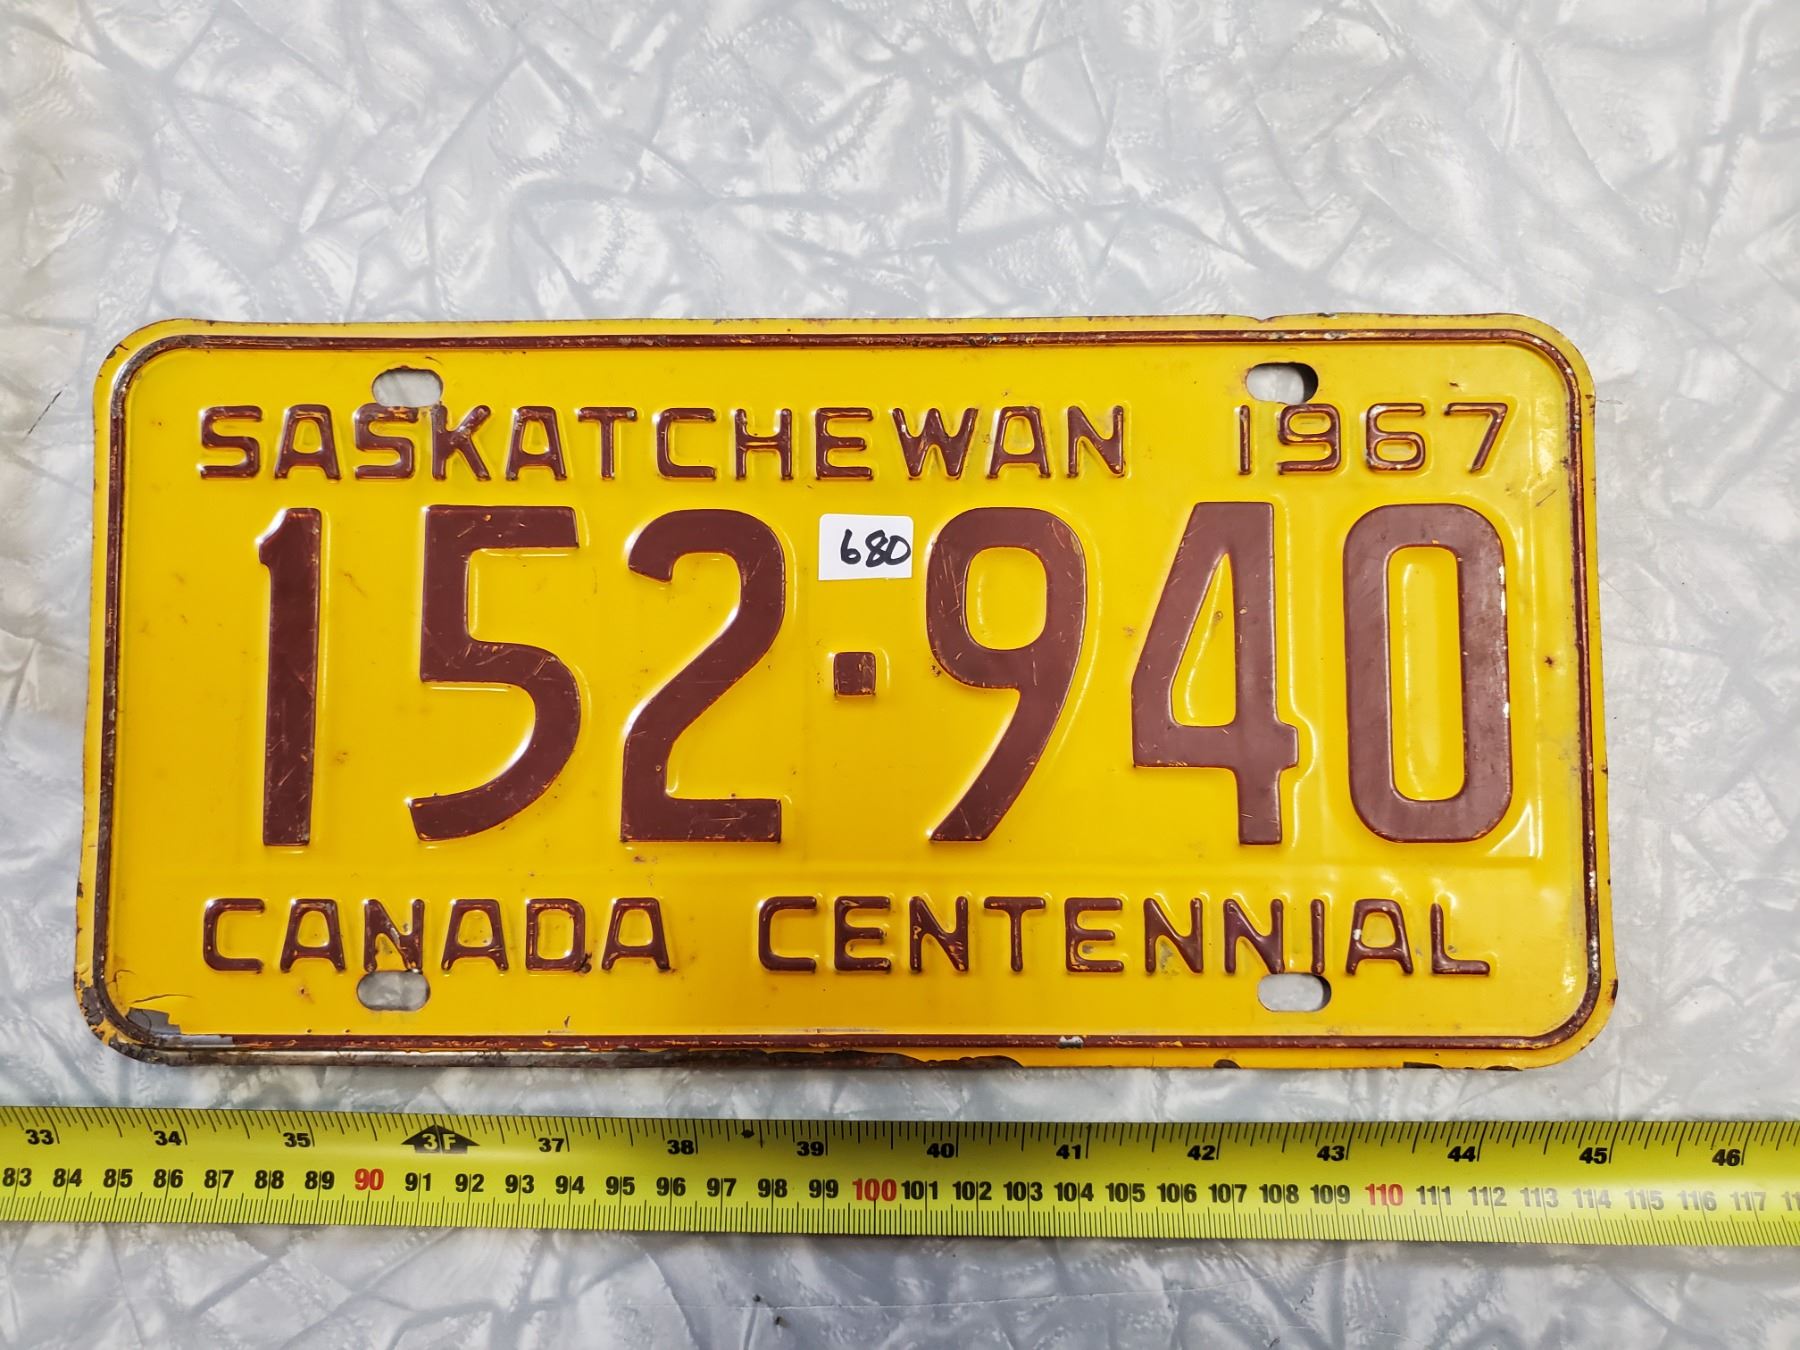 SASKATCHEWAN 1967
680
152·940
CANADA CENTENNIAL
33 34 35 3F 37 38 39 40 41 42 43 44 45 46
83 84 85 86 87 88 89 90 91 92 93 94 95 96 97 98 99 100 101 102 103 104 105 106 107 108 109 110 111 112 113 114 115 116 117